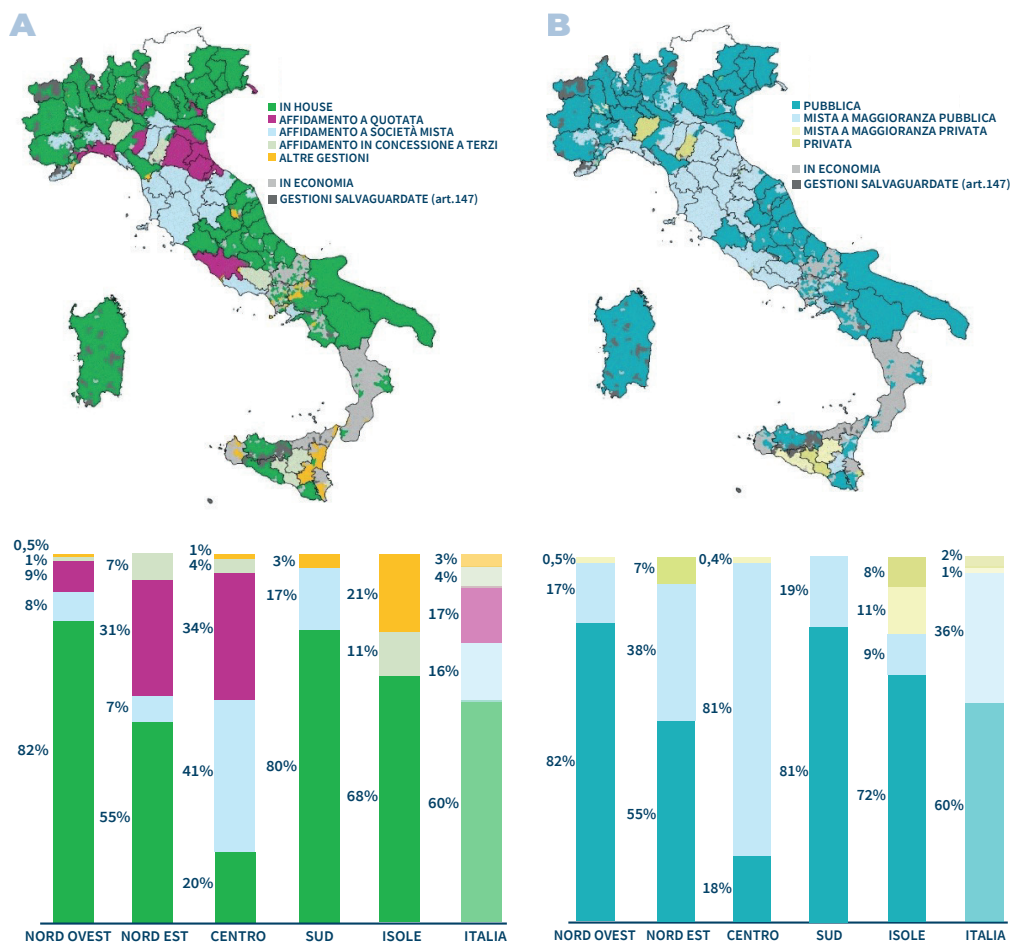 A
IN HOUSE
AFFIDAMENTO A QUOTATA
AFFIDAMENTO A SOCIETÀ MISTA
AFFIDAMENTO IN CONCESSIONE A TERZI
ALTRE GESTIONI
IN ECONOMIA
GESTIONI SALVAGUARDATE (art.147)
B
PUBBLICA
MISTA A MAGGIORANZA PUBBLICA
MISTA A MAGGIORANZA PRIVATA
PRIVATA
IN ECONOMIA
GESTIONI SALVAGUARDATE (art.147)
0,5%
1%
9%
8%
82%
7%
31%
7%
55%
1%
4%
34%
41%
20%
3%
17%
80%
21%
11%
68%
3%
4%
17%
16%
60%
NORD OVEST NORD EST CENTRO SUD ISOLE ITALIA
0,5%
17%
82%
7%
38%
55%
0,4%
81%
18%
19%
81%
8%
11%
9%
72%
2%
1%
36%
60%
NORD OVEST NORD EST CENTRO SUD ISOLE ITALIA